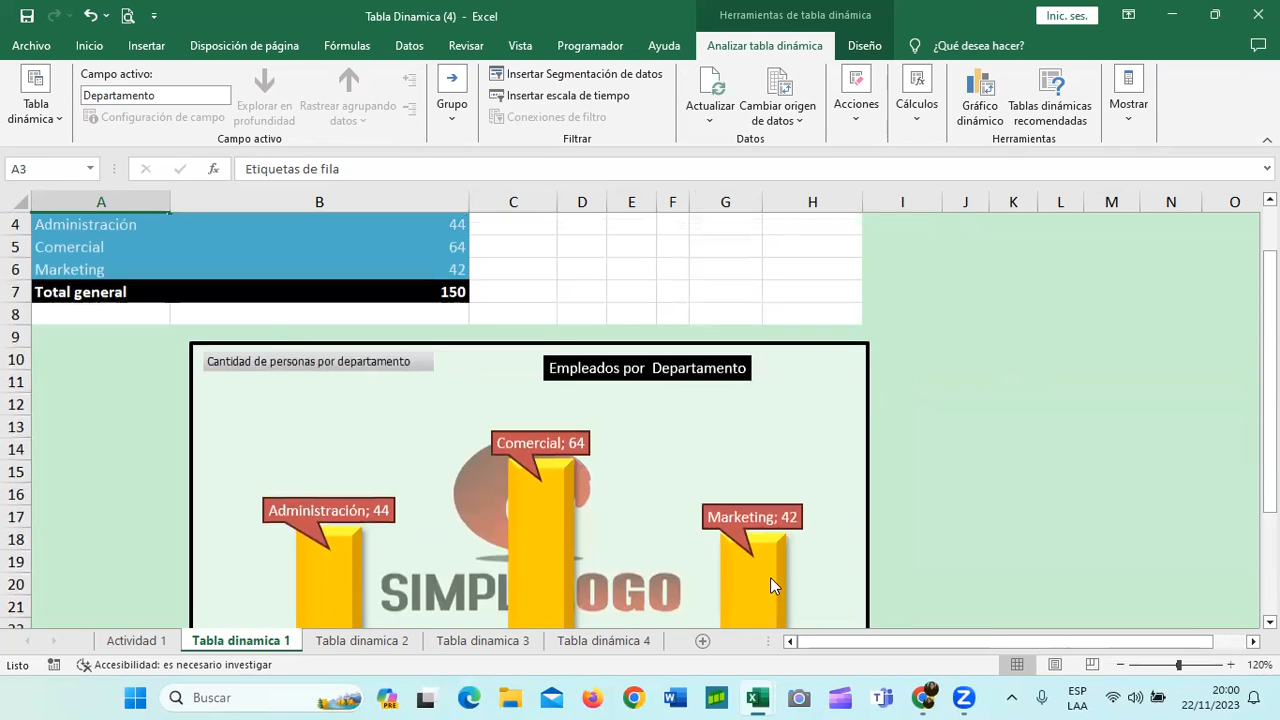 Tabla Dinamica (4) - Excel
Herramientas de tabla dinámica
Inic. ses.
Archivo
Inicio
Insertar
Disposición de página
Fórmulas
Datos
Revisar
Vista
Programador
Ayuda
Analizar tabla dinámica
Diseño
¿Qué desea hacer?
Tabla dinámica
Campo activo:
Departamento
Configuración de campo
Explorar en profundidad
Rastrear agrupando datos
Campo activo
Grupo
Insertar Segmentación de datos
Insertar escala de tiempo
Conexiones de filtro
Filtrar
Actualizar
Cambiar origen de datos
Datos
Acciones
Cálculos
Gráfico dinámico
Tablas dinámicas recomendadas
Herramientas
Mostrar
A3
fx
Etiquetas de fila
A B C D E F G H I J K L M N O
4 Administración 44
5 Comercial 64
6 Marketing 42
7 Total general 150
8
9
10
11
12
13
14
15
16
17
18
19
20
21
Cantidad de personas por departamento
Empleados por Departamento
Comercial; 64
Administración; 44
Marketing; 42
SIMPL OGO
Actividad 1
Tabla dinamica 1
Tabla dinamica 2
Tabla dinamica 3
Tabla dinámica 4
Listo
Accesibilidad: es necesario investigar
120%
Buscar
PRE
ESP
LAA
20:00
22/11/2023